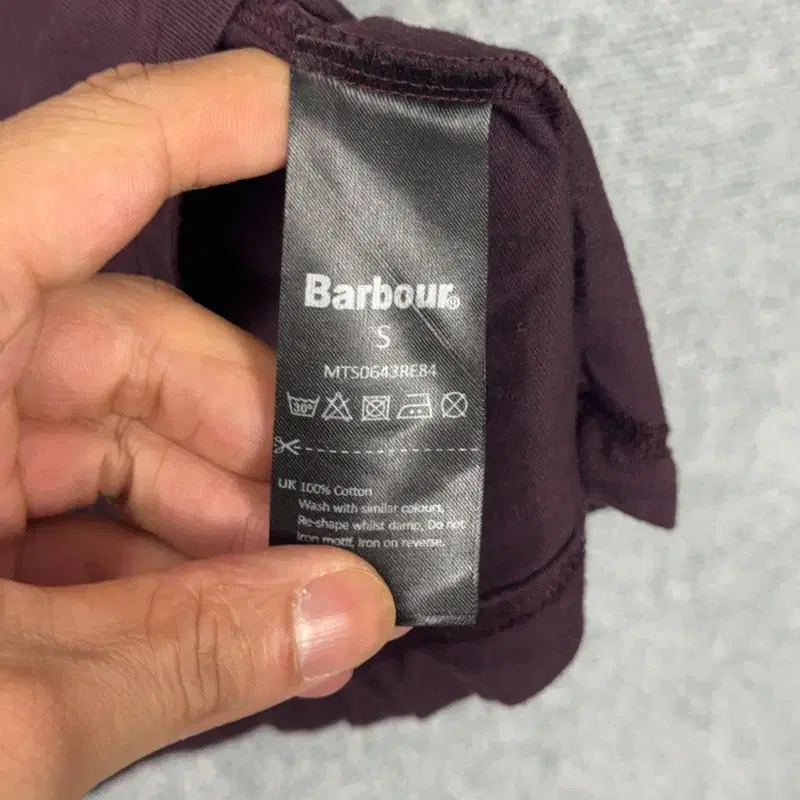 Barbour®
S
MTS0643RE84
30°
UK 100% Cotton
Wash with similar colours,
Re-shape whilst damp, Do not
Iron motif, Iron on reverse.